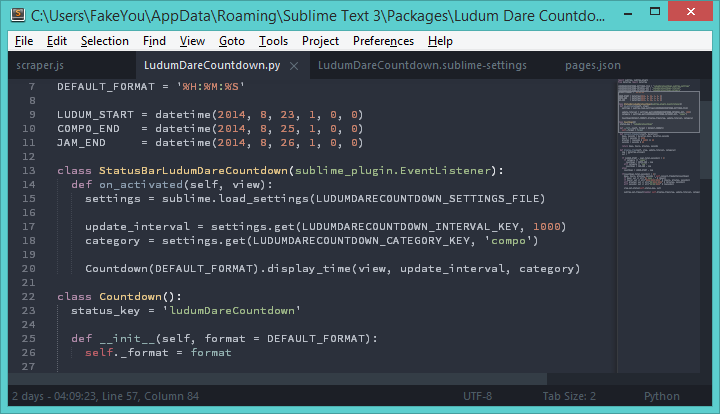 C:\Users\FakeYou\AppData\Roaming\Sublime Text 3\Packages\Ludum Dare Countdo...
File Edit Selection Find View Goto Tools Project Preferences Help
scraper.js LudumDareCountdown.py LudumDareCountdown.sublime-settings pages.json
7 DEFAULT_FORMAT = '%H:%M:%S'
8
9 LUDUM_START = datetime(2014, 8, 23, 1, 0, 0)
10 COMPO_END = datetime(2014, 8, 25, 1, 0, 0)
11 JAM_END = datetime(2014, 8, 26, 1, 0, 0)
12
13 class StatusBarLudumDareCountdown(sublime_plugin.EventListener):
14 def on_activated(self, view):
15 settings = sublime.load_settings(LUDUMDARECOUNTDOWN_SETTINGS_FILE)
16
17 update_interval = settings.get(LUDUMDARECOUNTDOWN_INTERVAL_KEY, 1000)
18 category = settings.get(LUDUMDARECOUNTDOWN_CATEGORY_KEY, 'compo')
19
20 Countdown(DEFAULT_FORMAT).display_time(view, update_interval, category)
21
22 class Countdown():
23 status_key = 'ludumDareCountdown'
24
25 def __init__(self, format = DEFAULT_FORMAT):
26 self._format = format
27
2 days - 04:09:23, Line 57, Column 84 UTF-8 Tab Size: 2 Python